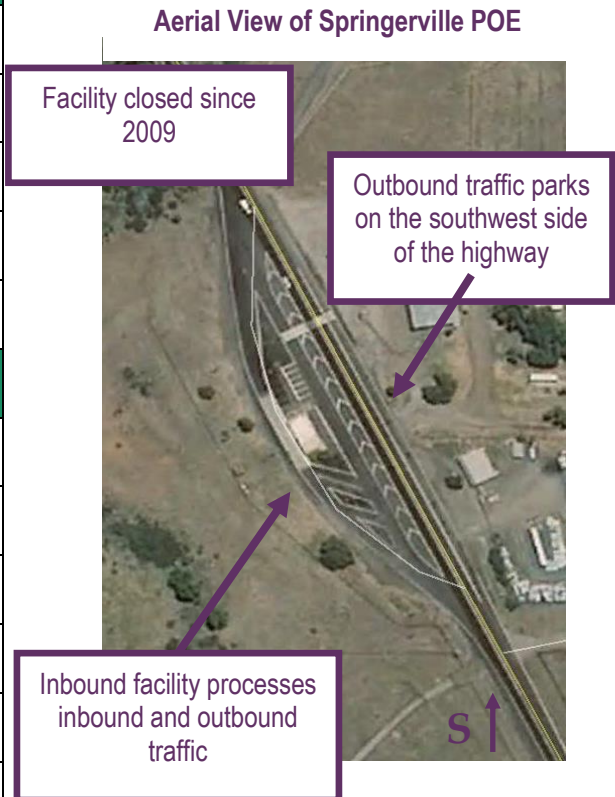 Aerial View of Springerville POE
Facility closed since
2009
Outbound traffic parks
on the southwest side
of the highway
Inbound facility processes
inbound and outbound
traffic
S